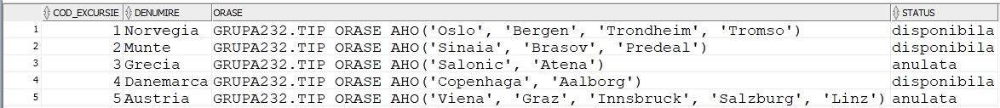 COD_EXCURSIE DENUMIRE ORASE STATUS
1 1 Norvegia GRUPA232.TIP ORASE AHO('Oslo', 'Bergen', 'Trondheim', 'Tromso') disponibila
2 2 Munte GRUPA232.TIP ORASE AHO('Sinaia', 'Brasov', 'Predeal') disponibila
3 3 Grecia GRUPA232.TIP ORASE AHO('Salonic', 'Atena') anulata
4 4 Danemarca GRUPA232.TIP ORASE AHO('Copenhaga', 'Aalborg') disponibila
5 5 Austria GRUPA232.TIP ORASE AHO('Viena', 'Graz', 'Innsbruck', 'Salzburg', 'Linz') anulata